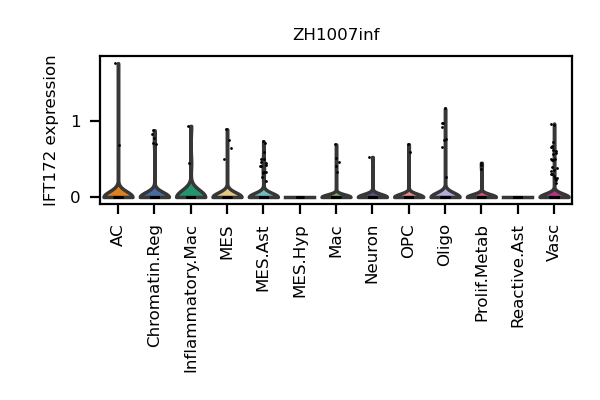 ZH1007inf
IFT172 expression
1
0
AC
Chromatin.Reg
Inflammatory.Mac
MES
MES.Ast
MES.Hyp
Mac
Neuron
OPC
Oligo
Prolif.Metab
Reactive.Ast
Vasc